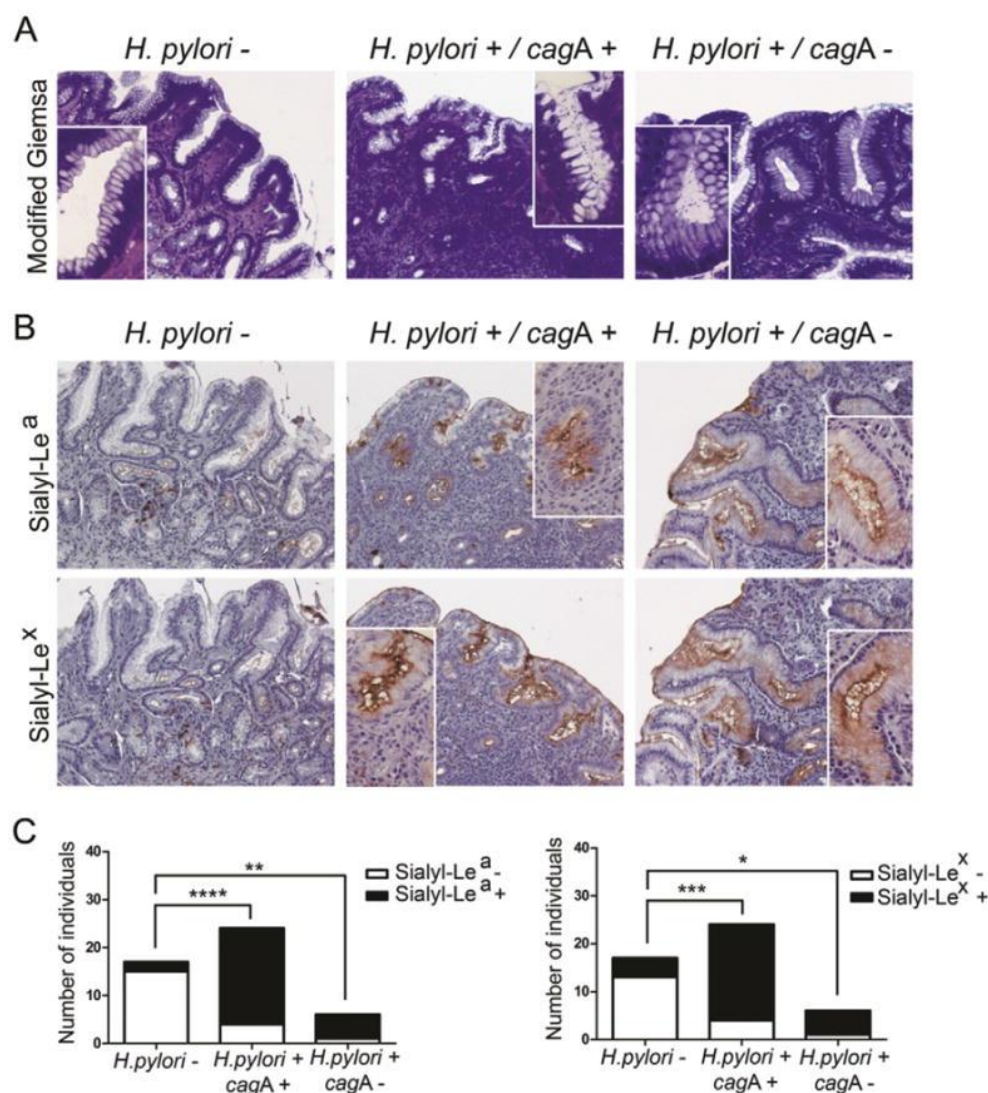 A
H. pylori -
H. pylori + / cagA +
H. pylori + / cagA -
Modified Giemsa
B
H. pylori -
H. pylori + / cagA +
H. pylori + / cagA -
Sialyl-Le^a
Sialyl-Le^x
C
Number of individuals
40
30
20
10
0
**
****
Sialyl-Le^a -
Sialyl-Le^a +
H.pylori -
H.pylori +
cagA +
H.pylori +
cagA -
Number of individuals
40
30
20
10
0
*
***
Sialyl-Le^x -
Sialyl-Le^x +
H.pylori -
H.pylori +
cagA +
H.pylori +
cagA -